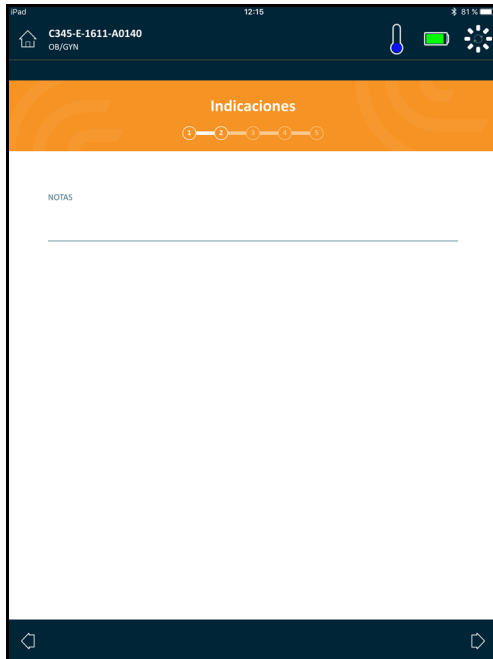 iPad
12:15
81 %
C345-E-1611-A0140
OB/GYN
Indicaciones
1 2 3 4 5
NOTAS